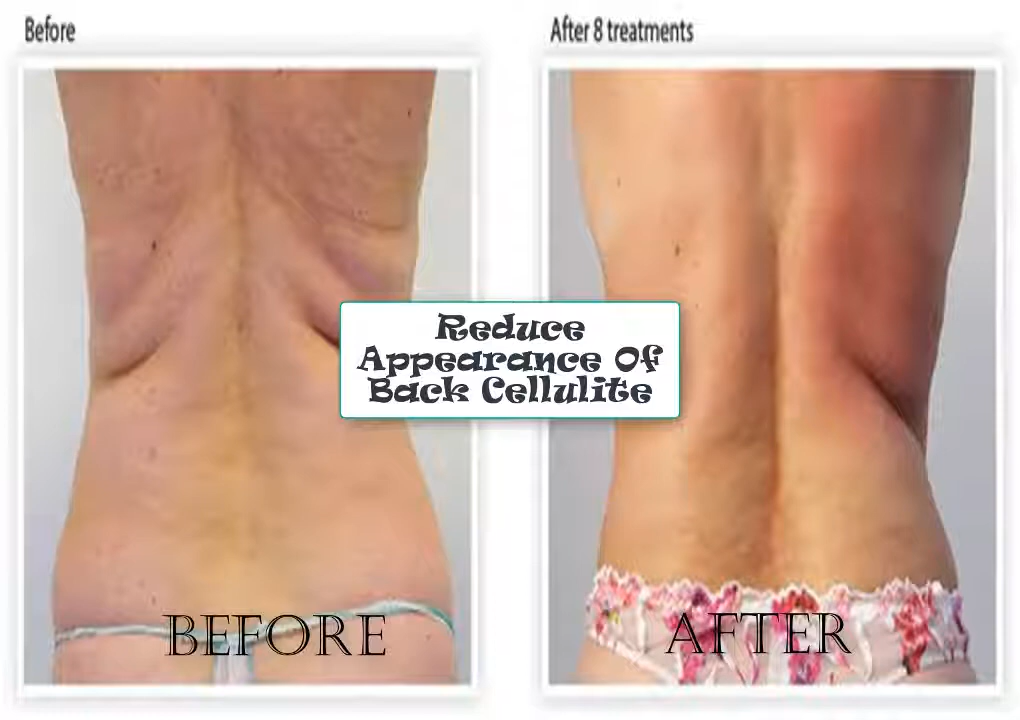 Before
After 8 treatments
Reduce
Appearance Of
Back Cellulite
BEFORE
AFTER